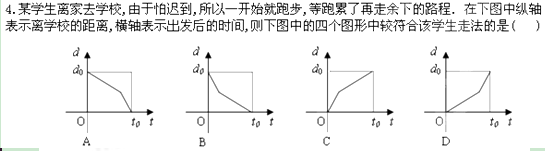 4.某学生离家去学校,由于怕迟到,所以一开始就跑步,等跑累了再走余下的路程. 在下图中纵轴
表示离学校的距离,横轴表示出发后的时间,则下图中的四个图形中较符合该学生走法的是( )
d d d d
d₀ d₀ d₀ d₀
O t₀ t O t₀ t O t₀ t O t₀ t
A B C D